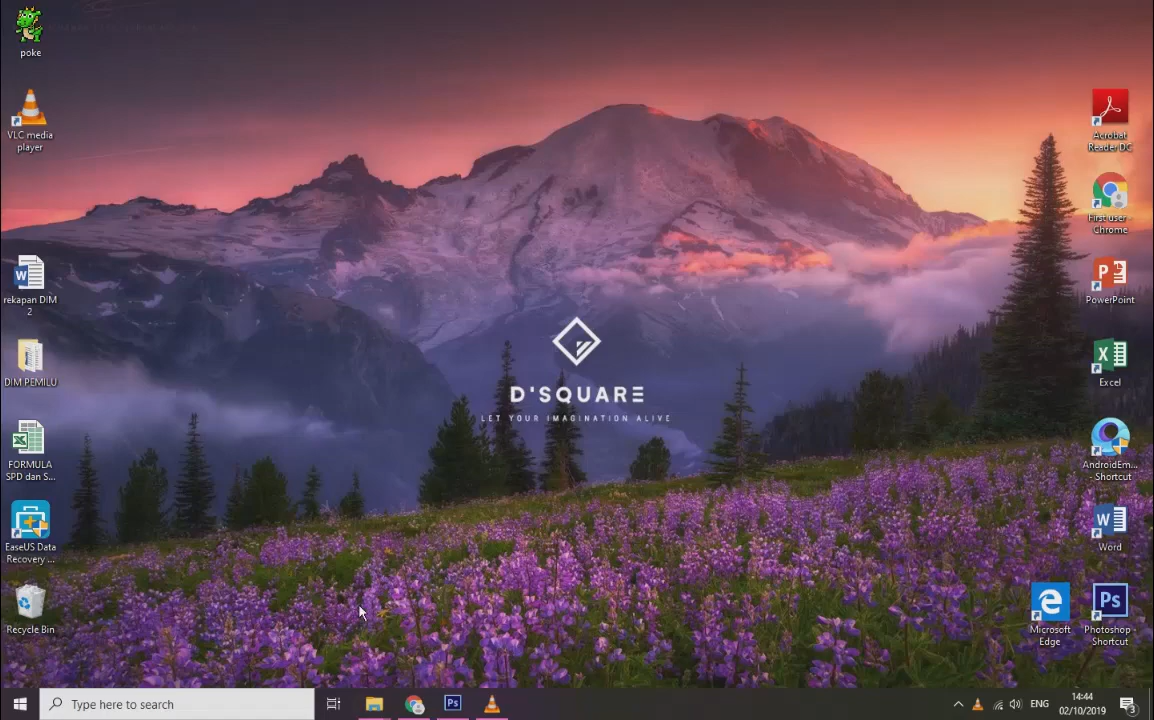 poke
VLC media
player
rekapan DIM
2
DIM PEMILU
FORMULA
SPD dan S...
EaseUS Data
Recovery ...
Recycle Bin
D'SQUARE
LET YOUR IMAGINATION ALIVE
Acrobat
Reader DC
First user -
Chrome
PowerPoint
Excel
AndroidEm...
- Shortcut
Word
Microsoft
Edge
Photoshop -
Shortcut
Type here to search
Ps
ENG
14:44
02/10/2019
3